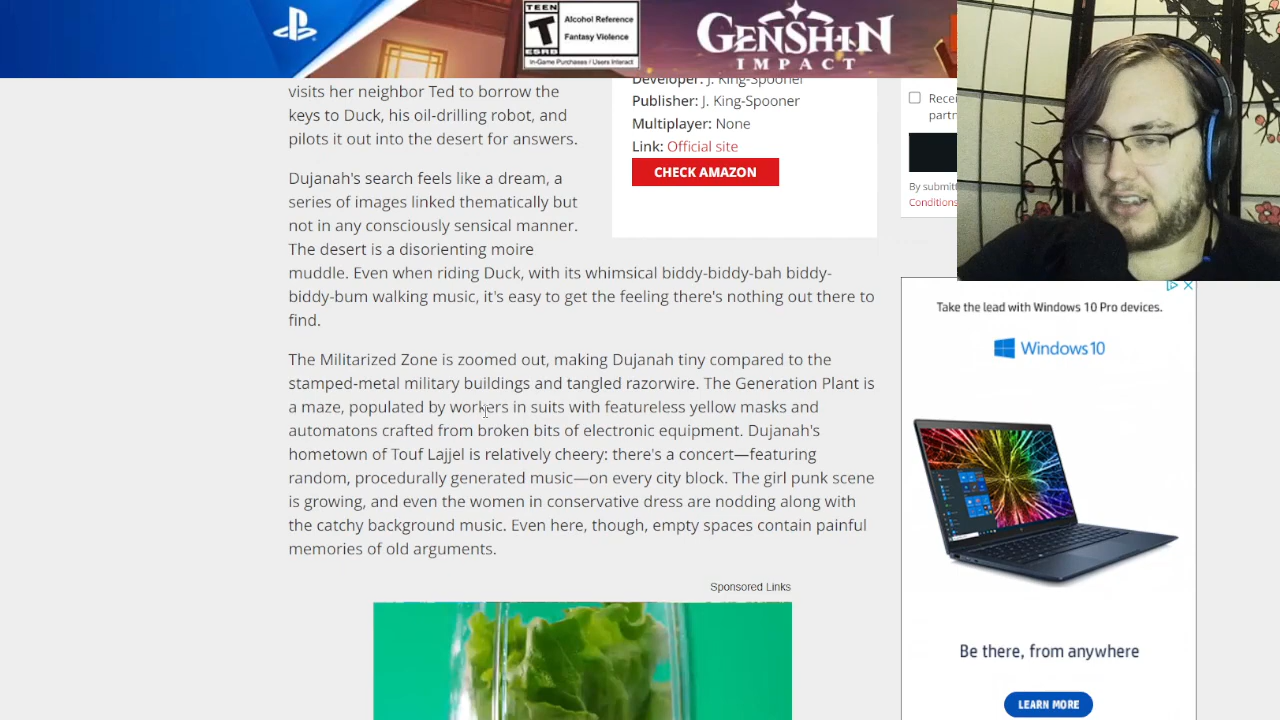 TEEN
T
ESRB
Alcohol Reference
Fantasy Violence
In-Game Purchases / Users Interact
GENSHIN
IMPACT
visits her neighbor Ted to borrow the
keys to Duck, his oil-drilling robot, and
pilots it out into the desert for answers.
Dujanah's search feels like a dream, a
series of images linked thematically but
not in any consciously sensical manner.
The desert is a disorienting moire
muddle. Even when riding Duck, with its whimsical biddy-biddy-bah biddy-
biddy-bum walking music, it's easy to get the feeling there's nothing out there to
find.
The Militarized Zone is zoomed out, making Dujanah tiny compared to the
stamped-metal military buildings and tangled razorwire. The Generation Plant is
a maze, populated by workers in suits with featureless yellow masks and
automatons crafted from broken bits of electronic equipment. Dujanah's
hometown of Touf Lajjel is relatively cheery: there's a concert—featuring
random, procedurally generated music—on every city block. The girl punk scene
is growing, and even the women in conservative dress are nodding along with
the catchy background music. Even here, though, empty spaces contain painful
memories of old arguments.
Sponsored Links
Developer: J. King-Spooner
Publisher: J. King-Spooner
Multiplayer: None
Link: Official site
CHECK AMAZON
Recei
partn
By submitt
Conditions
Take the lead with Windows 10 Pro devices.
Windows 10
Be there, from anywhere
LEARN MORE